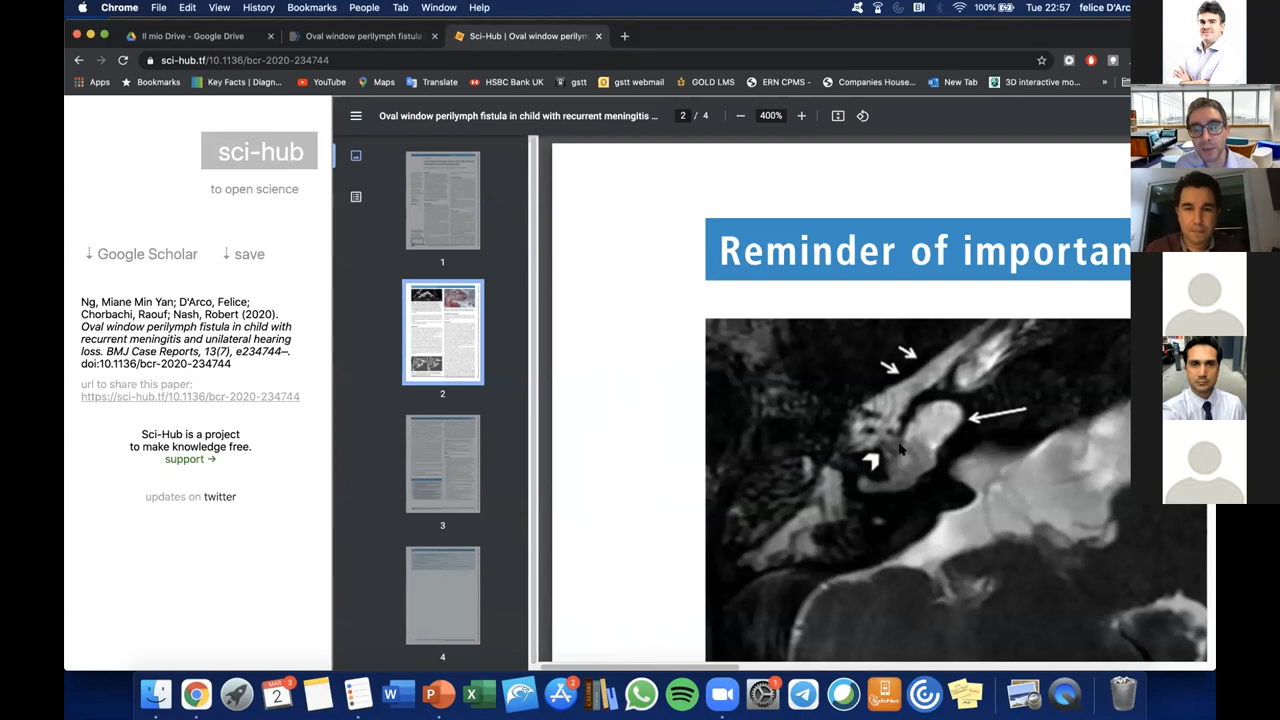 Chrome File Edit View History Bookmarks People Tab Window Help
100% Tue 22:57 felice D'Arc
Il mio Drive - Google Drive
Oval window perilymph fistula
Sci-Hub | Oval window perilym
sci-hub.tf/10.1136/bcr-2020-234744
Apps Bookmarks Key Facts | Diagn... YouTube Maps Translate HSBC Bank UK gstt gstt webmail GOLD LMS ERN CPMS - Companies House... New Tab 3D interactive mo... »
Oval window perilymph fistula in child with recurrent meningitis ...
2 / 4
400%
sci-hub
to open science
↓ Google Scholar ↓ save
Ng, Miane Min Yan; D'Arco, Felice;
Chorbachi, Raouf; Nash, Robert (2020).
Oval window perilymph fistula in child with
recurrent meningitis and unilateral hearing
loss. BMJ Case Reports, 13(7), e234744–.
doi:10.1136/bcr-2020-234744
url to share this paper:
https://sci-hub.tf/10.1136/bcr-2020-234744
Sci-Hub is a project
to make knowledge free.
support →
updates on twitter
1
2
3
4
Reminder of importan
MAR
2
3
2
1